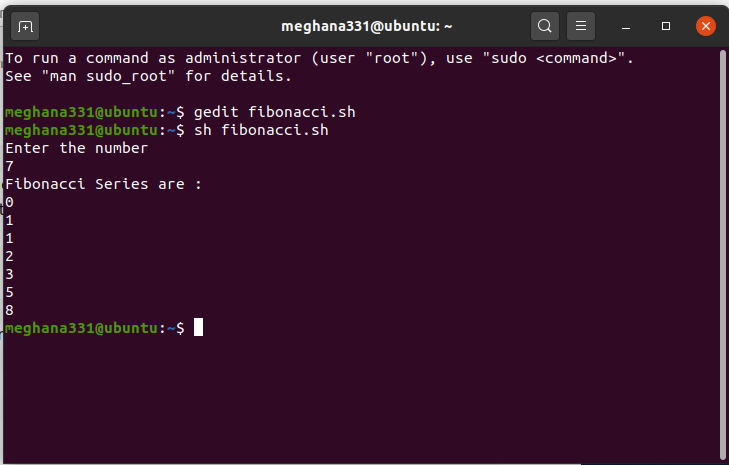 meghana331@ubuntu: ~
To run a command as administrator (user "root"), use "sudo <command>".
See "man sudo_root" for details.
meghana331@ubuntu:~$ gedit fibonacci.sh
meghana331@ubuntu:~$ sh fibonacci.sh
Enter the number
7
Fibonacci Series are :
0
1
1
2
3
5
8
meghana331@ubuntu:~$